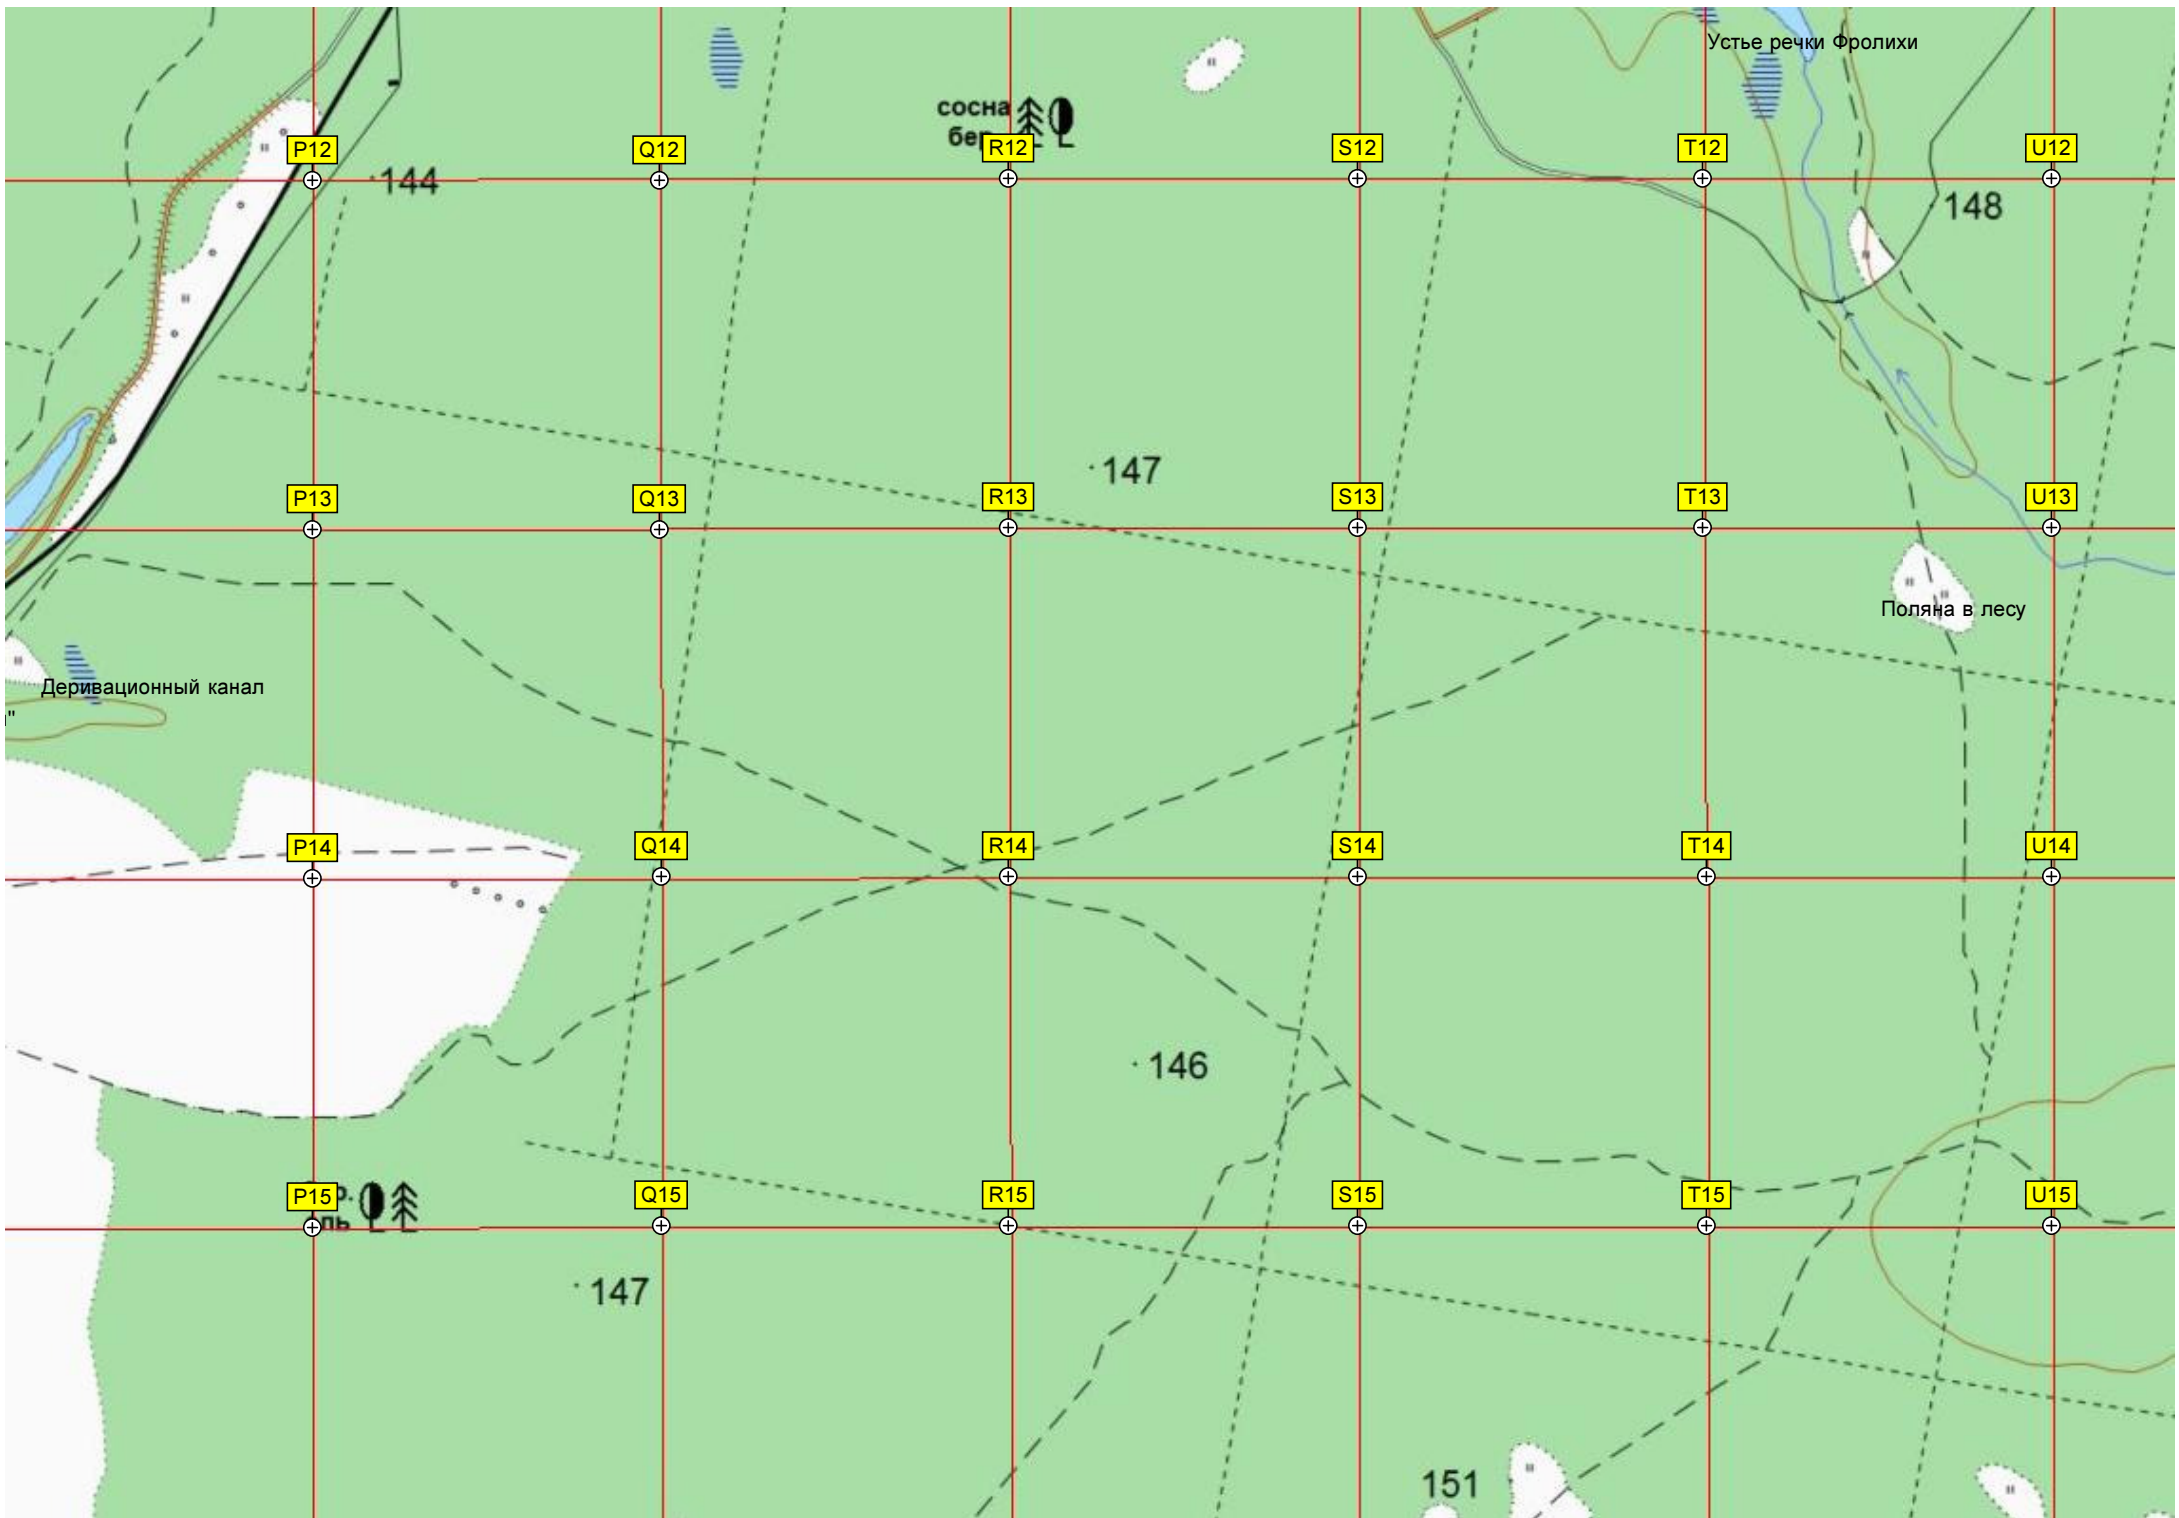 Устье речки Фролихи
сосна
бер
P12
Q12
R12
S12
T12
U12
144
148
147
P13
Q13
R13
S13
T13
U13
Поляна в лесу
Деривационный канал
"
P14
Q14
R14
S14
T14
U14
146
P15
Q15
R15
S15
T15
U15
р.
ль
147
151